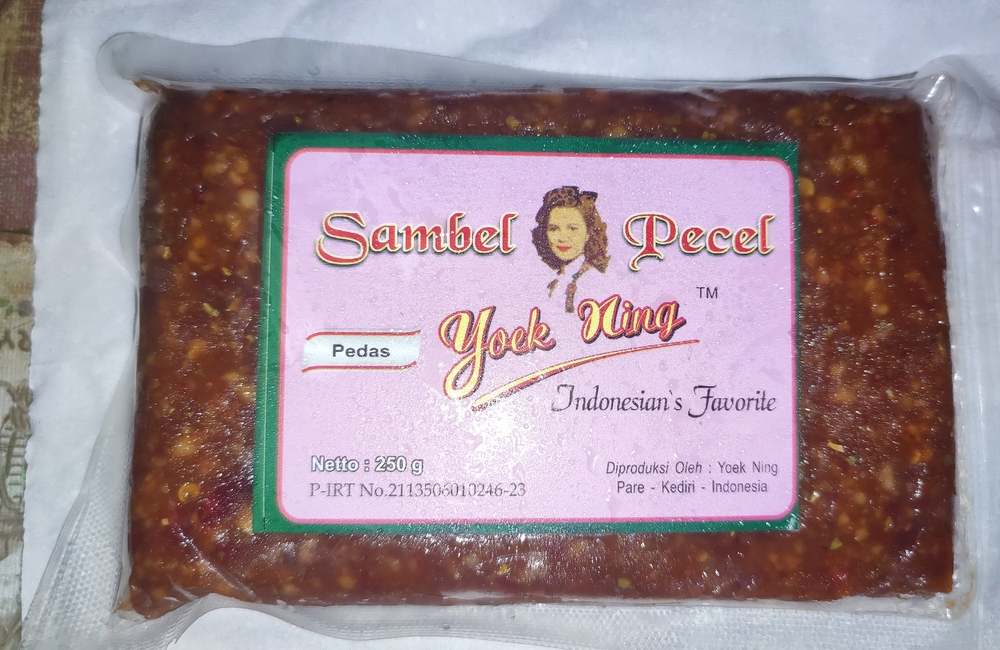 Sambel Pecel
Yoek Ning TM
Pedas
Indonesian's Favorite
Netto : 250 g
P-IRT No.2113506010246-23
Diproduksi Oleh : Yoek Ning
Pare - Kediri - Indonesia